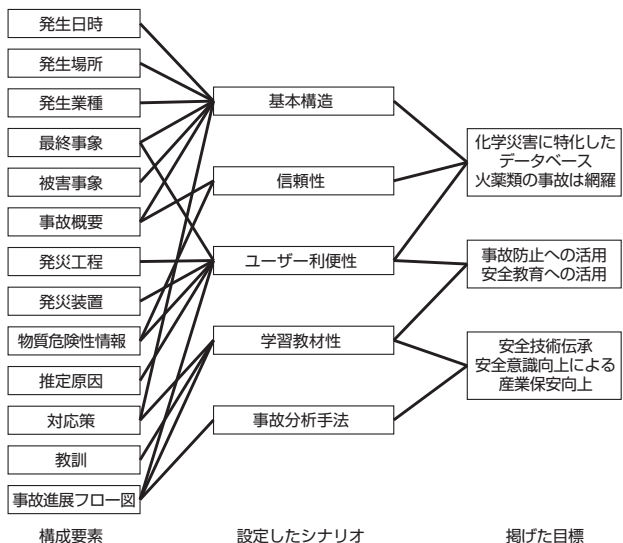 発生日時
発生場所
発生業種
最終事象
被害事象
事故概要
発災工程
発災装置
物質危険性情報
推定原因
対応策
教訓
事故進展フロー図
構成要素
基本構造
信頼性
ユーザー利便性
学習教材性
事故分析手法
設定したシナリオ
化学災害に特化した
データベース
火薬類の事故は網羅
事故防止への活用
安全教育への活用
安全技術伝承
安全意識向上による
産業保安向上
掲げた目標